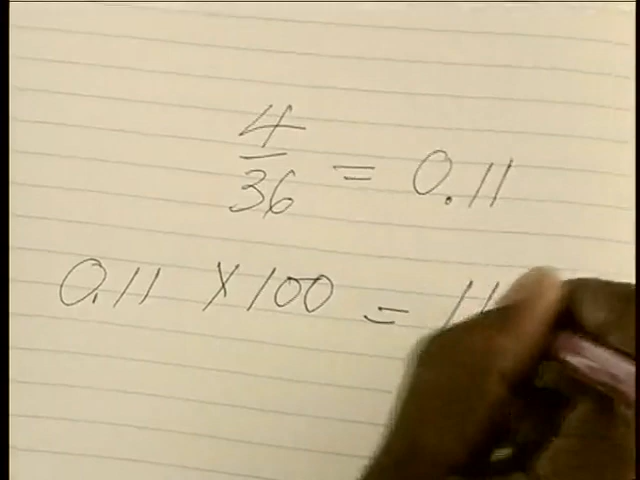 4/36 = 0.11
0.11 X 100 = 11